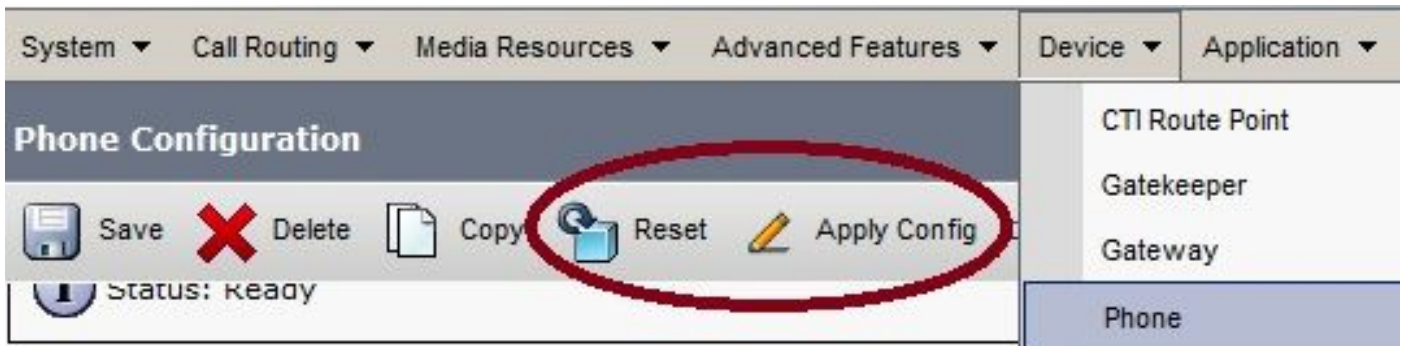 System Call Routing Media Resources Advanced Features Device Application
Phone Configuration
Save Delete Copy Reset Apply Config
Status: Ready
CTI Route Point
Gatekeeper
Gateway
Phone